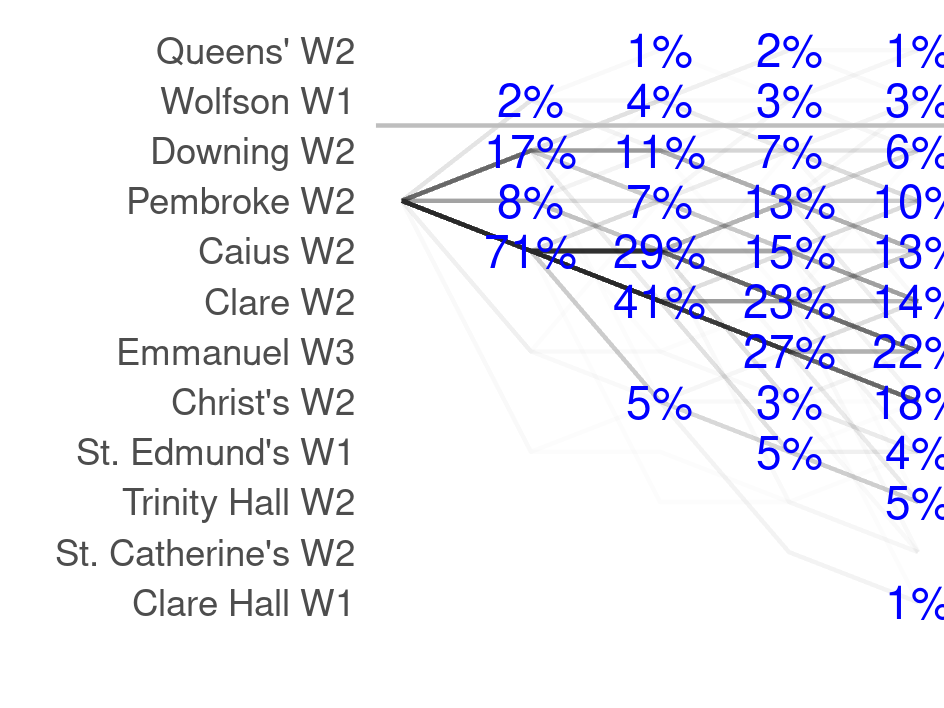 Queens' W2 1% 2% 1%
Wolfson W1 2% 4% 3% 3%
Downing W2 17% 11% 7% 6%
Pembroke W2 8% 7% 13% 10%
Caius W2 71% 29% 15% 13%
Clare W2 41% 23% 14%
Emmanuel W3 27% 22%
Christ's W2 5% 3% 18%
St. Edmund's W1 5% 4%
Trinity Hall W2 5%
St. Catherine's W2
Clare Hall W1 1%